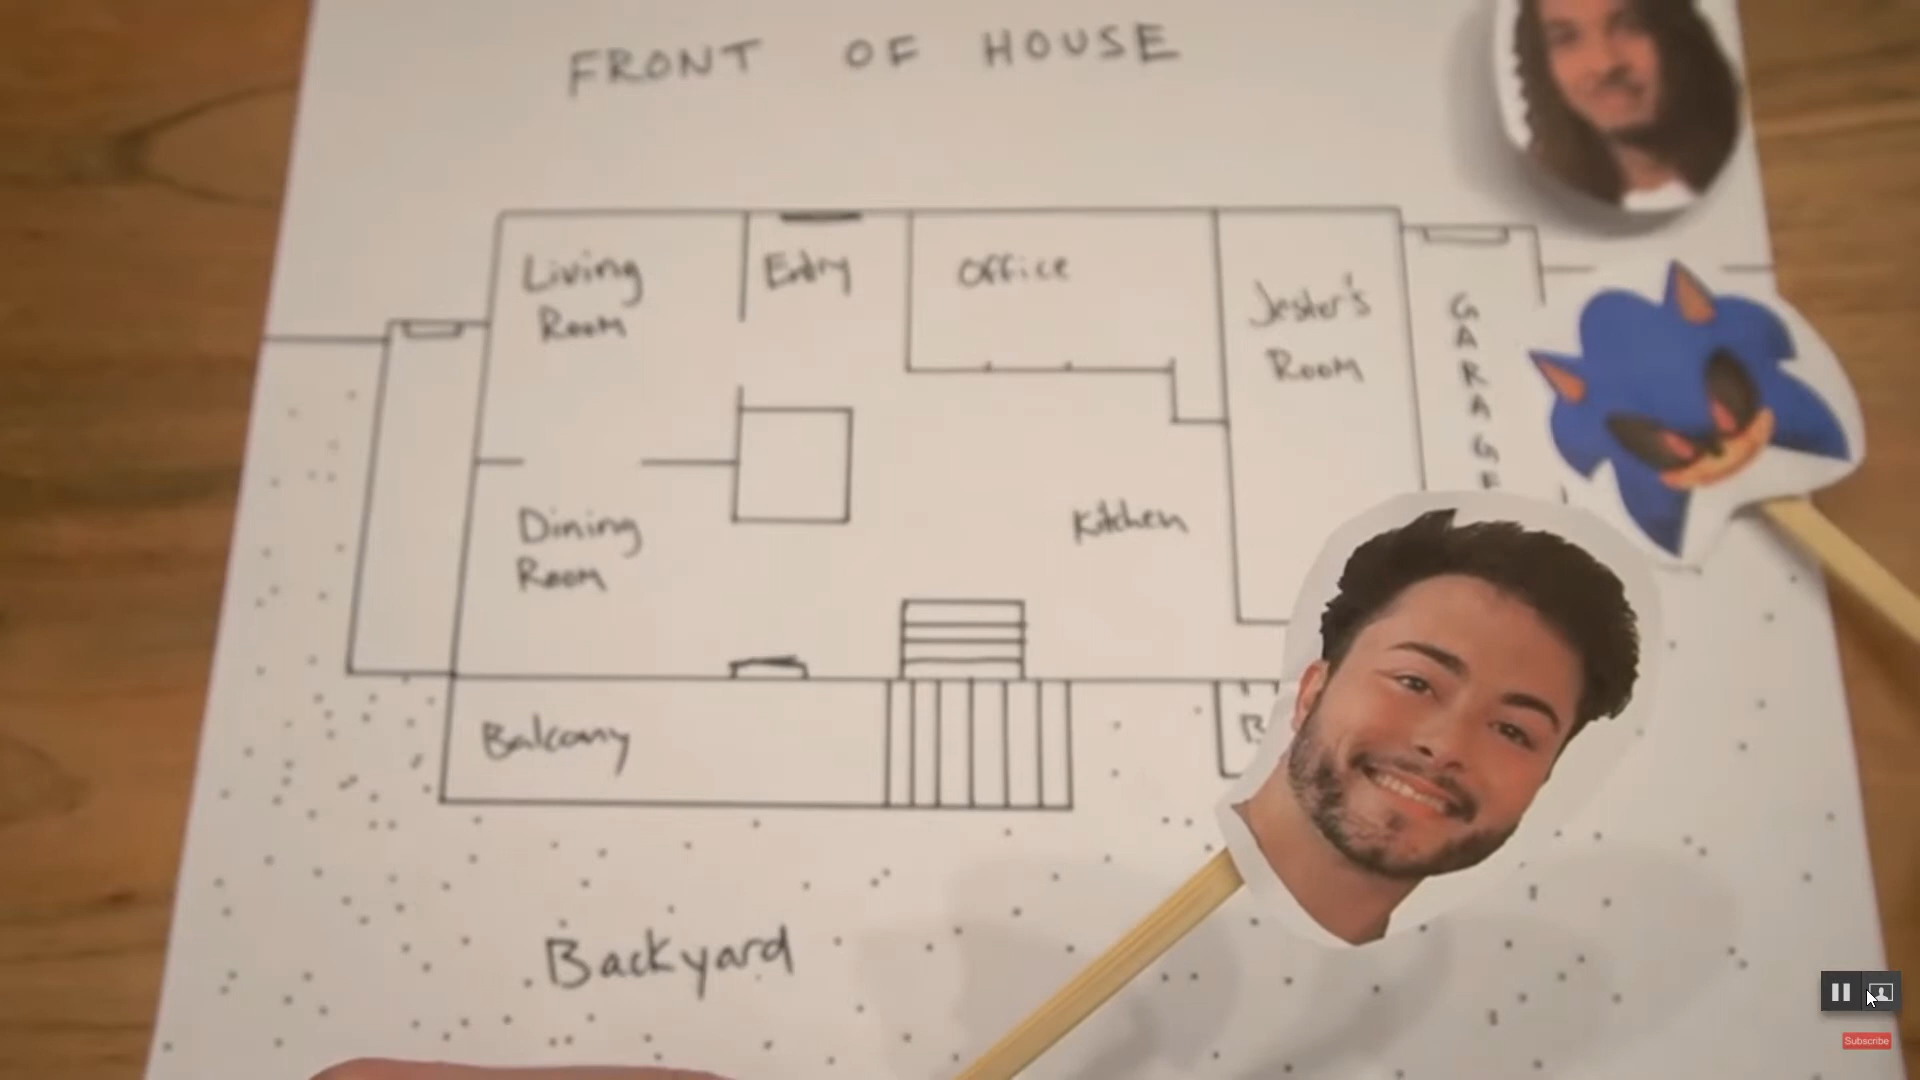 FRONT OF HOUSE
Living
Room
Entry
Office
Jester's
Room
GARAGE
Dining
Room
Kitchen
Balcony
Backyard
Subscribe